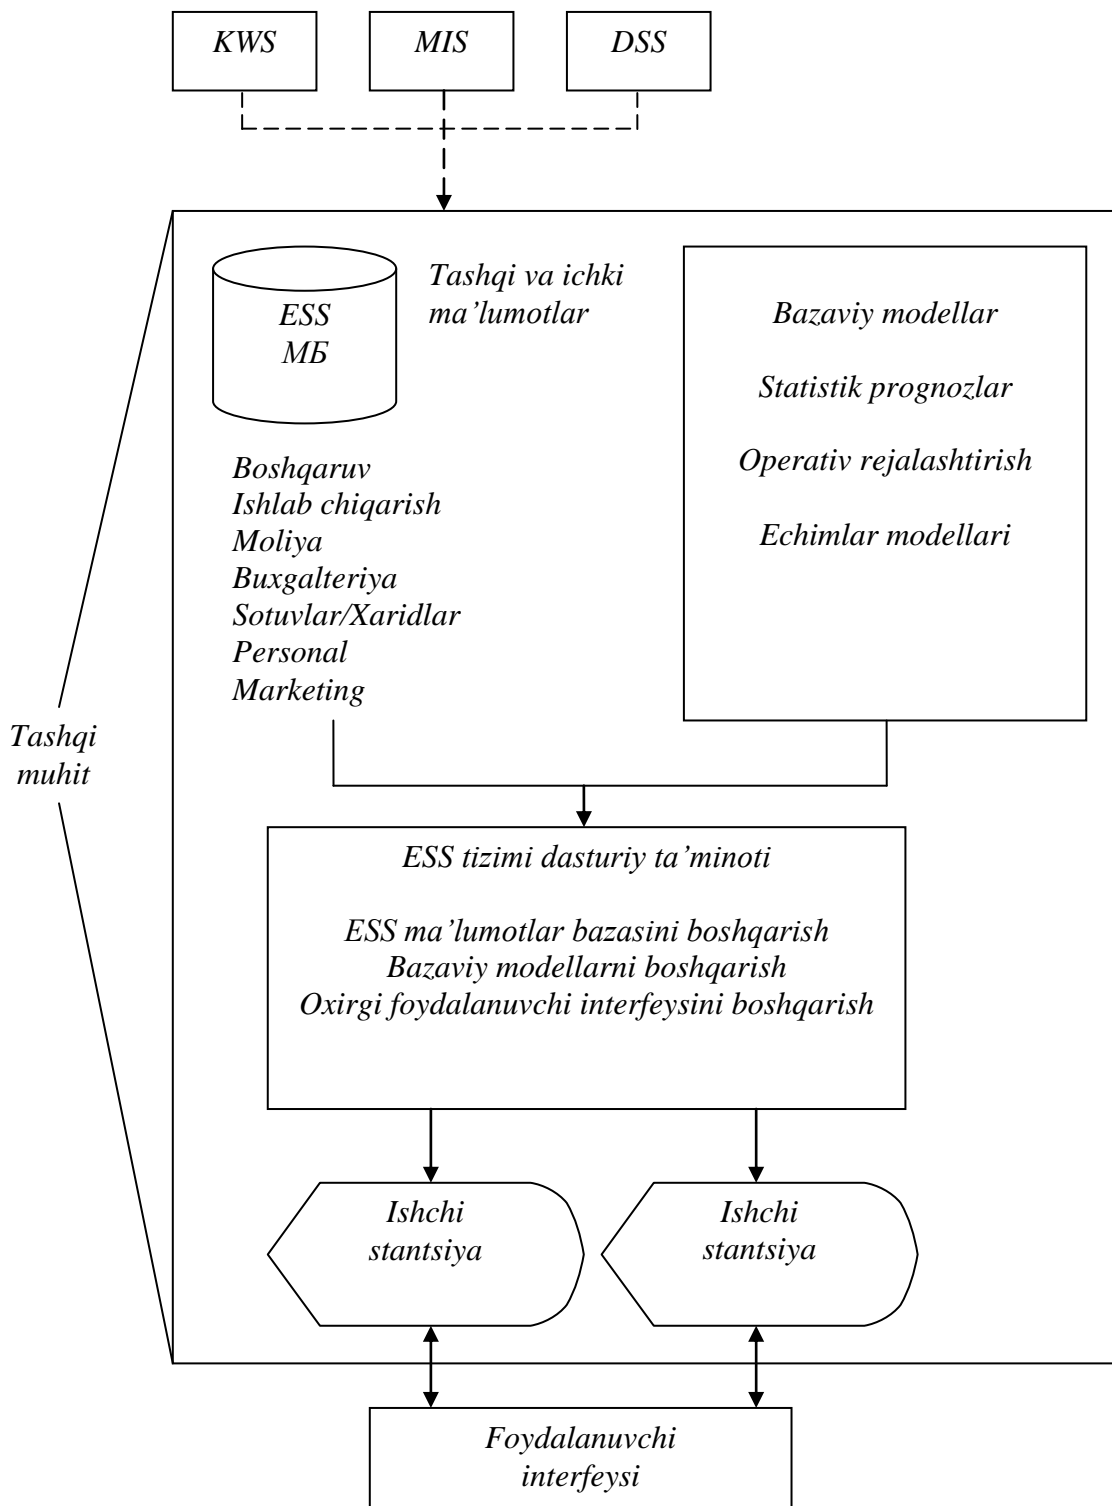 KWS
MIS
DSS
ESS
МБ
Tashqi va ichki
ma’lumotlar
Bazaviy modellar
Statistik prognozlar
Operativ rejalashtirish
Echimlar modellari
Boshqaruv
Ishlab chiqarish
Moliya
Buxgalteriya
Sotuvlar/Xaridlar
Personal
Marketing
Tashqi
muhit
ESS tizimi dasturiy ta’minoti
ESS ma’lumotlar bazasini boshqarish
Bazaviy modellarni boshqarish
Oxirgi foydalanuvchi interfeysini boshqarish
Ishchi
stantsiya
Ishchi
stantsiya
Foydalanuvchi
interfeysi